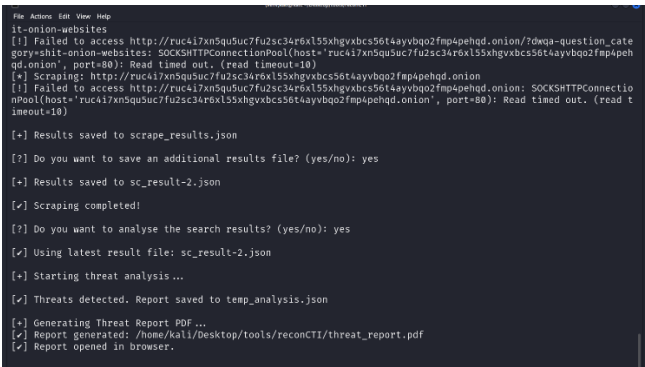 File Actions Edit View Help
it-onion-websites
[!] Failed to access http://ruc4i7xn5qu5uc7fu2sc34r6xl55xhgvxbcs56t4ayvbqo2fmp4pehqd.onion/?dwqa-question_cate
gory=shit-onion-websites: SOCKSHTTPConnectionPool(host='ruc4i7xn5qu5uc7fu2sc34r6xl55xhgvxbcs56t4ayvbqo2fmp4peh
qd.onion', port=80): Read timed out. (read timeout=10)
[*] Scraping: http://ruc4i7xn5qu5uc7fu2sc34r6xl55xhgvxbcs56t4ayvbqo2fmp4pehqd.onion
[!] Failed to access http://ruc4i7xn5qu5uc7fu2sc34r6xl55xhgvxbcs56t4ayvbqo2fmp4pehqd.onion: SOCKSHTTPConnectio
nPool(host='ruc4i7xn5qu5uc7fu2sc34r6xl55xhgvxbcs56t4ayvbqo2fmp4pehqd.onion', port=80): Read timed out. (read t
imeout=10)
[+] Results saved to scrape_results.json
[?] Do you want to save an additional results file? (yes/no): yes
[+] Results saved to sc_result-2.json
[✔] Scraping completed!
[?] Do you want to analyse the search results? (yes/no): yes
[✔] Using latest result file: sc_result-2.json
[+] Starting threat analysis...
[✔] Threats detected. Report saved to temp_analysis.json
[+] Generating Threat Report PDF...
[✔] Report generated: /home/kali/Desktop/tools/reconCTI/threat_report.pdf
[✔] Report opened in browser.